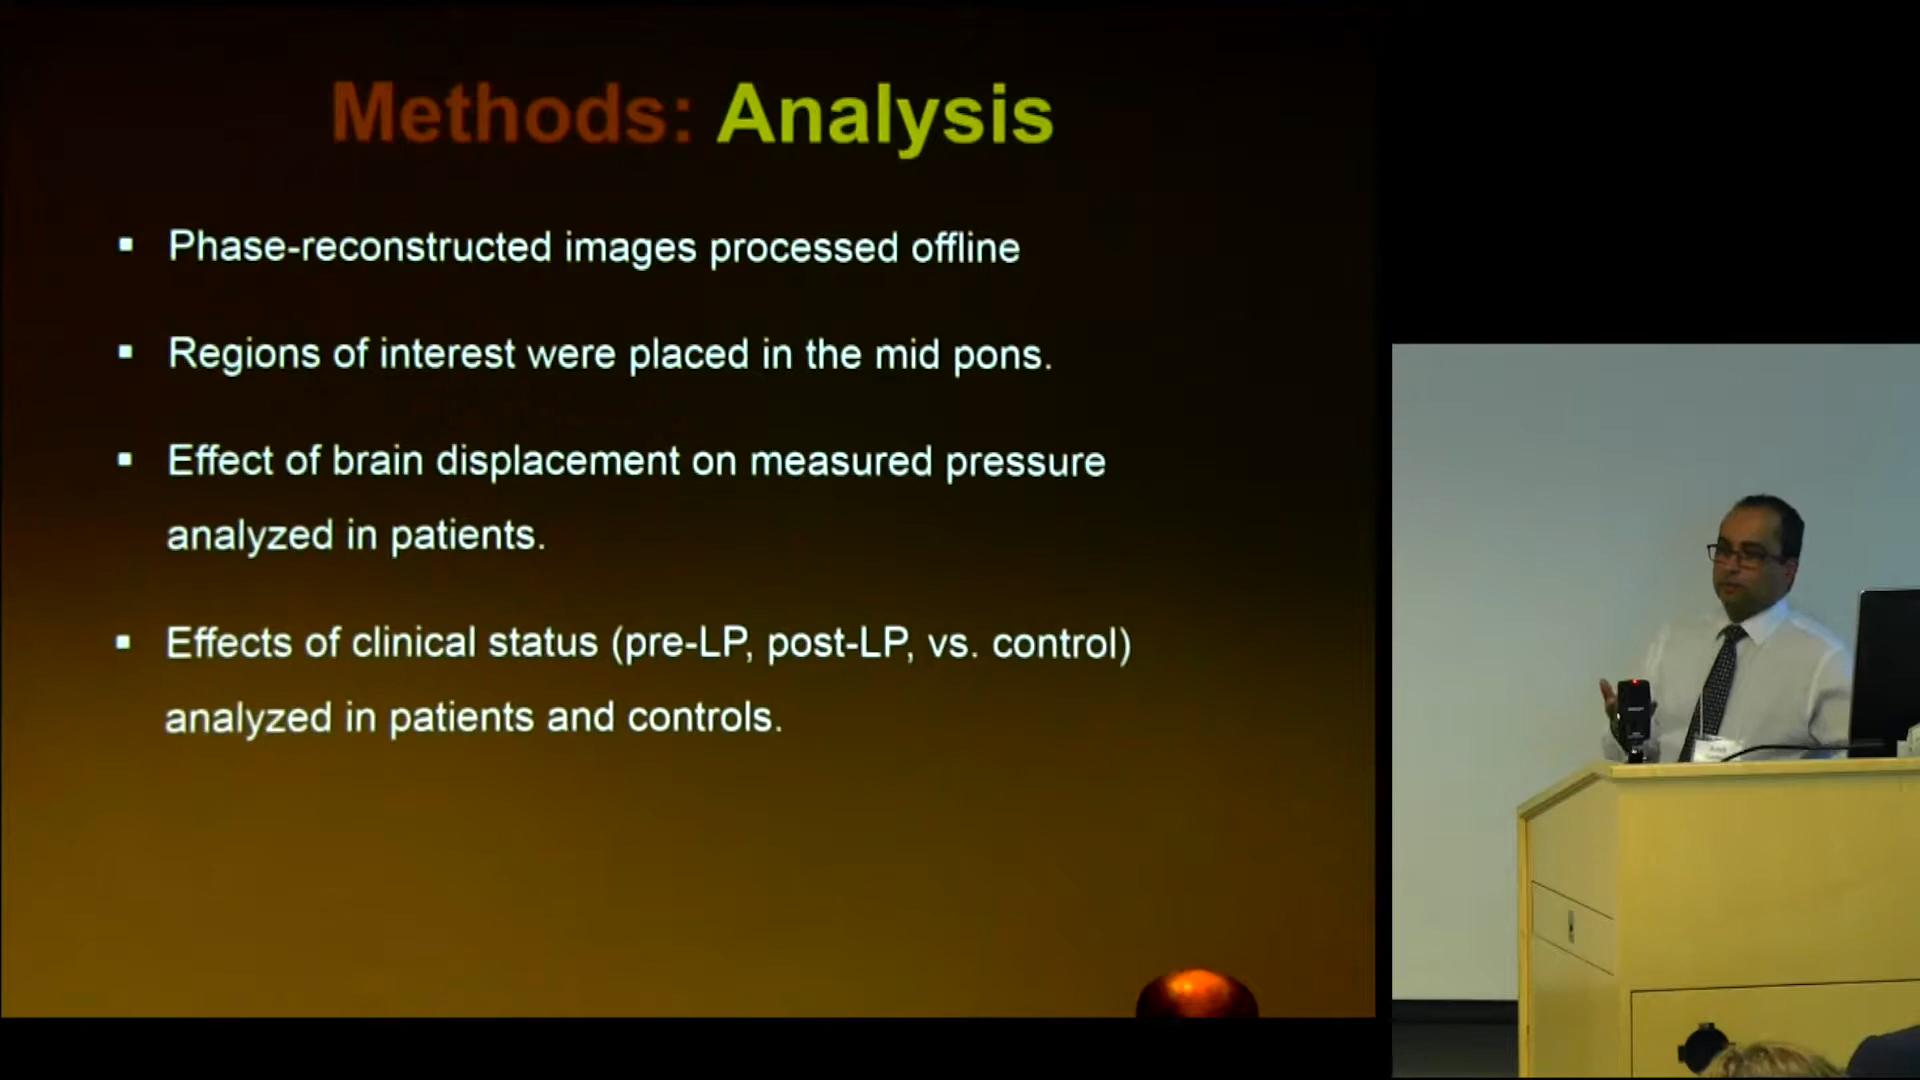 Methods: Analysis
▪ Phase-reconstructed images processed offline
▪ Regions of interest were placed in the mid pons.
▪ Effect of brain displacement on measured pressure
analyzed in patients.
▪ Effects of clinical status (pre-LP, post-LP, vs. control)
analyzed in patients and controls.